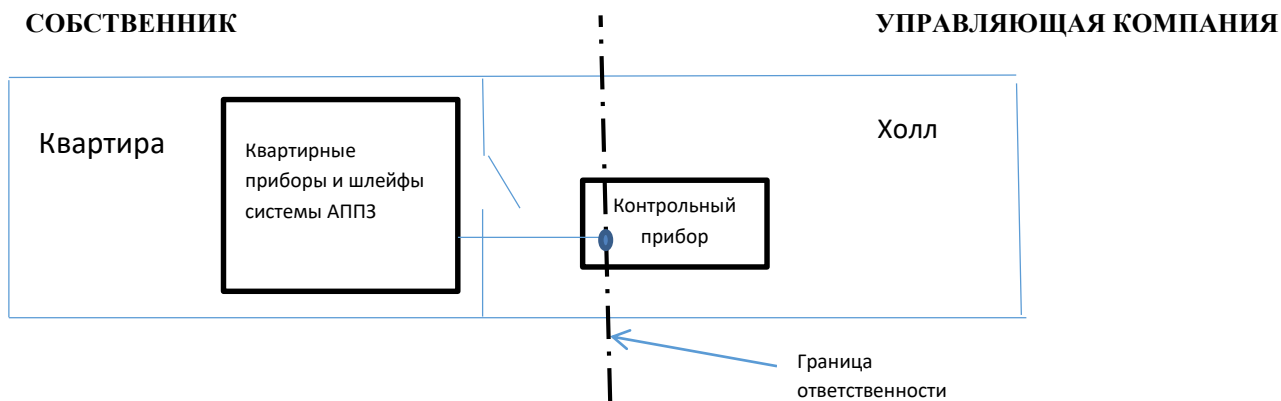 СОБСТВЕННИК
УПРАВЛЯЮЩАЯ КОМПАНИЯ
Квартира
Квартирные
приборы и шлейфы
системы АППЗ
Холл
Контрольный
прибор
Граница
ответственности